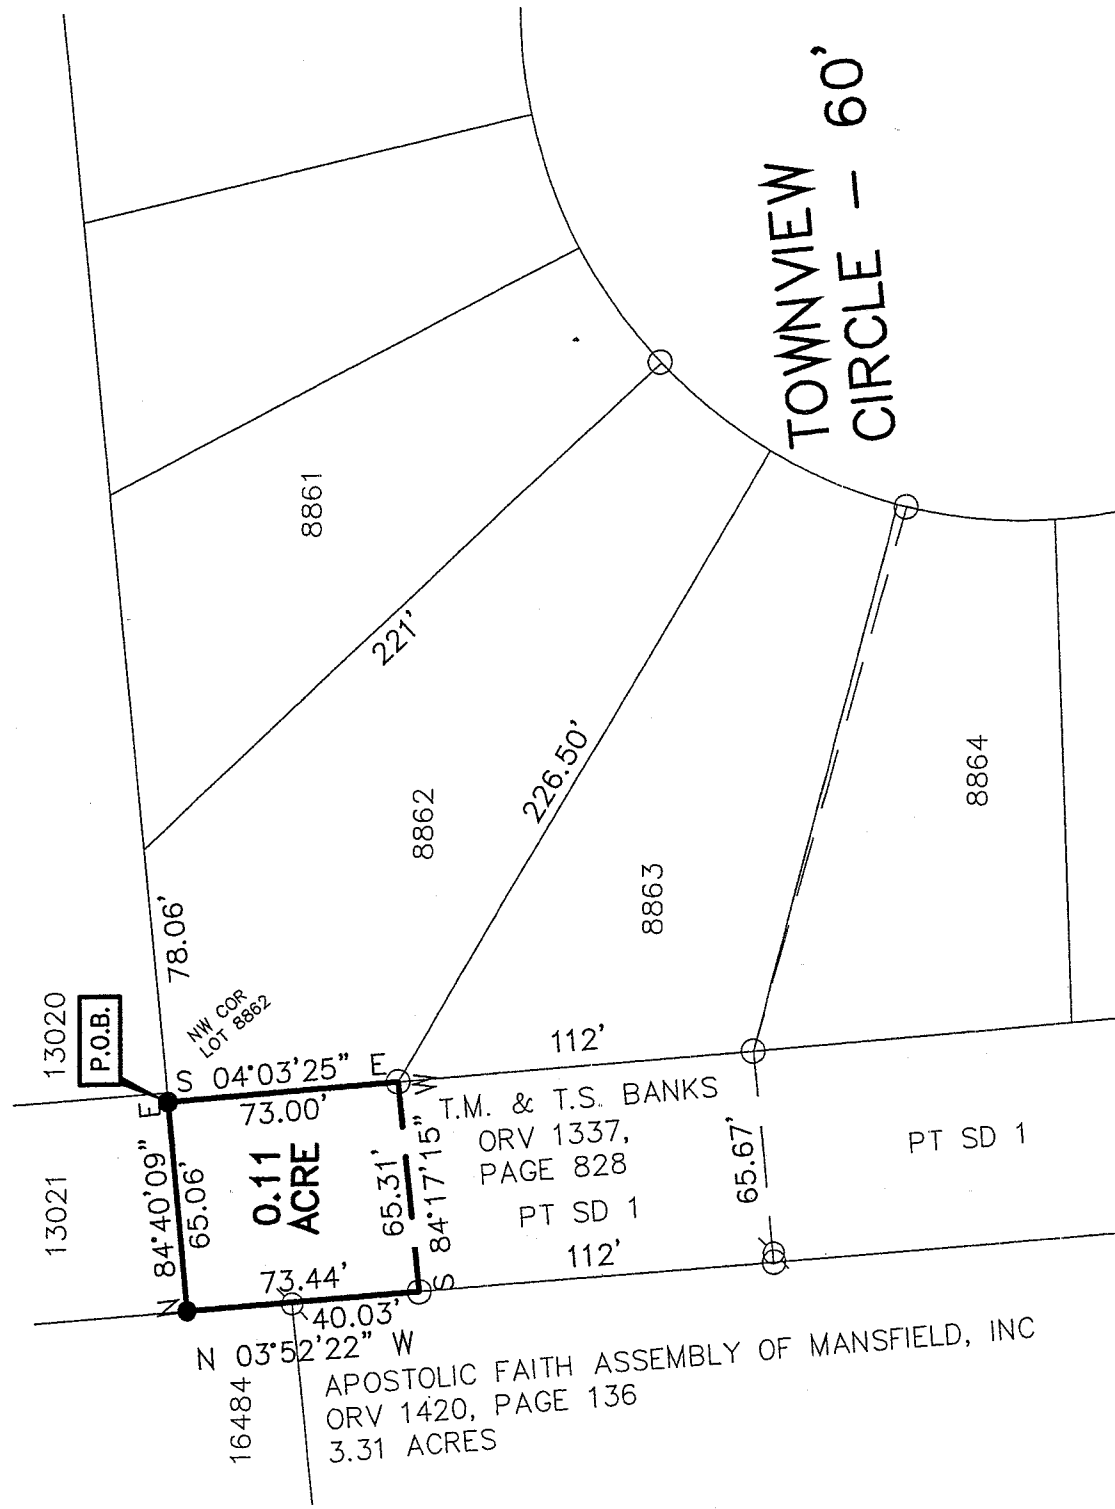 TOWNVIEW
CIRCLE - 60'
8861
221'
226.50'
8862
8864
8863
78.06'
NW COR
LOT 8862
13020
P.O.B.
S 04°03'25" E
73.00'
112'
T.M. & T.S. BANKS
ORV 1337,
PAGE 828
PT SD 1
PT SD 1
65.67'
13021
N 84°40'09" E
65.06'
0.11
ACRE
65.31'
S 84°17'15" W
112'
73.44'
40.03'
N 03°52'22" W
16484
APOSTOLIC FAITH ASSEMBLY OF MANSFIELD, INC
ORV 1420, PAGE 136
3.31 ACRES